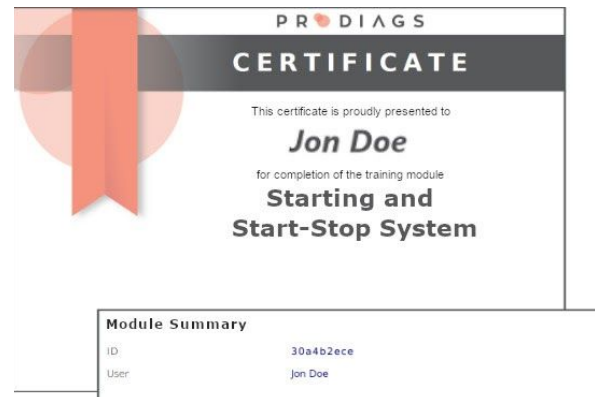 PRODIAGS
CERTIFICATE
This certificate is proudly presented to
Jon Doe
for completion of the training module
Starting and
Start-Stop System
Module Summary
ID 30a4b2ece
User Jon Doe